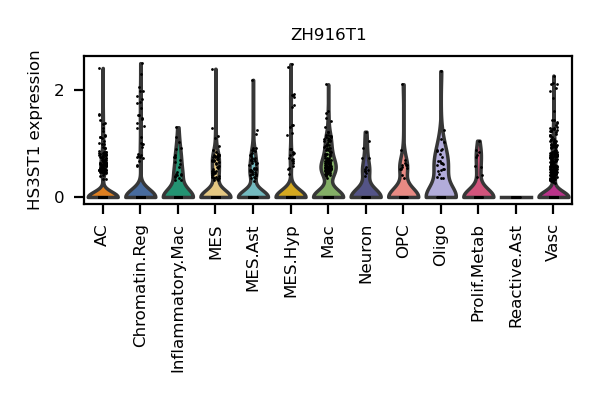 ZH916T1
HS3ST1 expression
2
0
AC
Chromatin.Reg
Inflammatory.Mac
MES
MES.Ast
MES.Hyp
Mac
Neuron
OPC
Oligo
Prolif.Metab
Reactive.Ast
Vasc